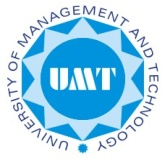 UNIVERSITY OF MANAGEMENT AND TECHNOLOGY
UMT